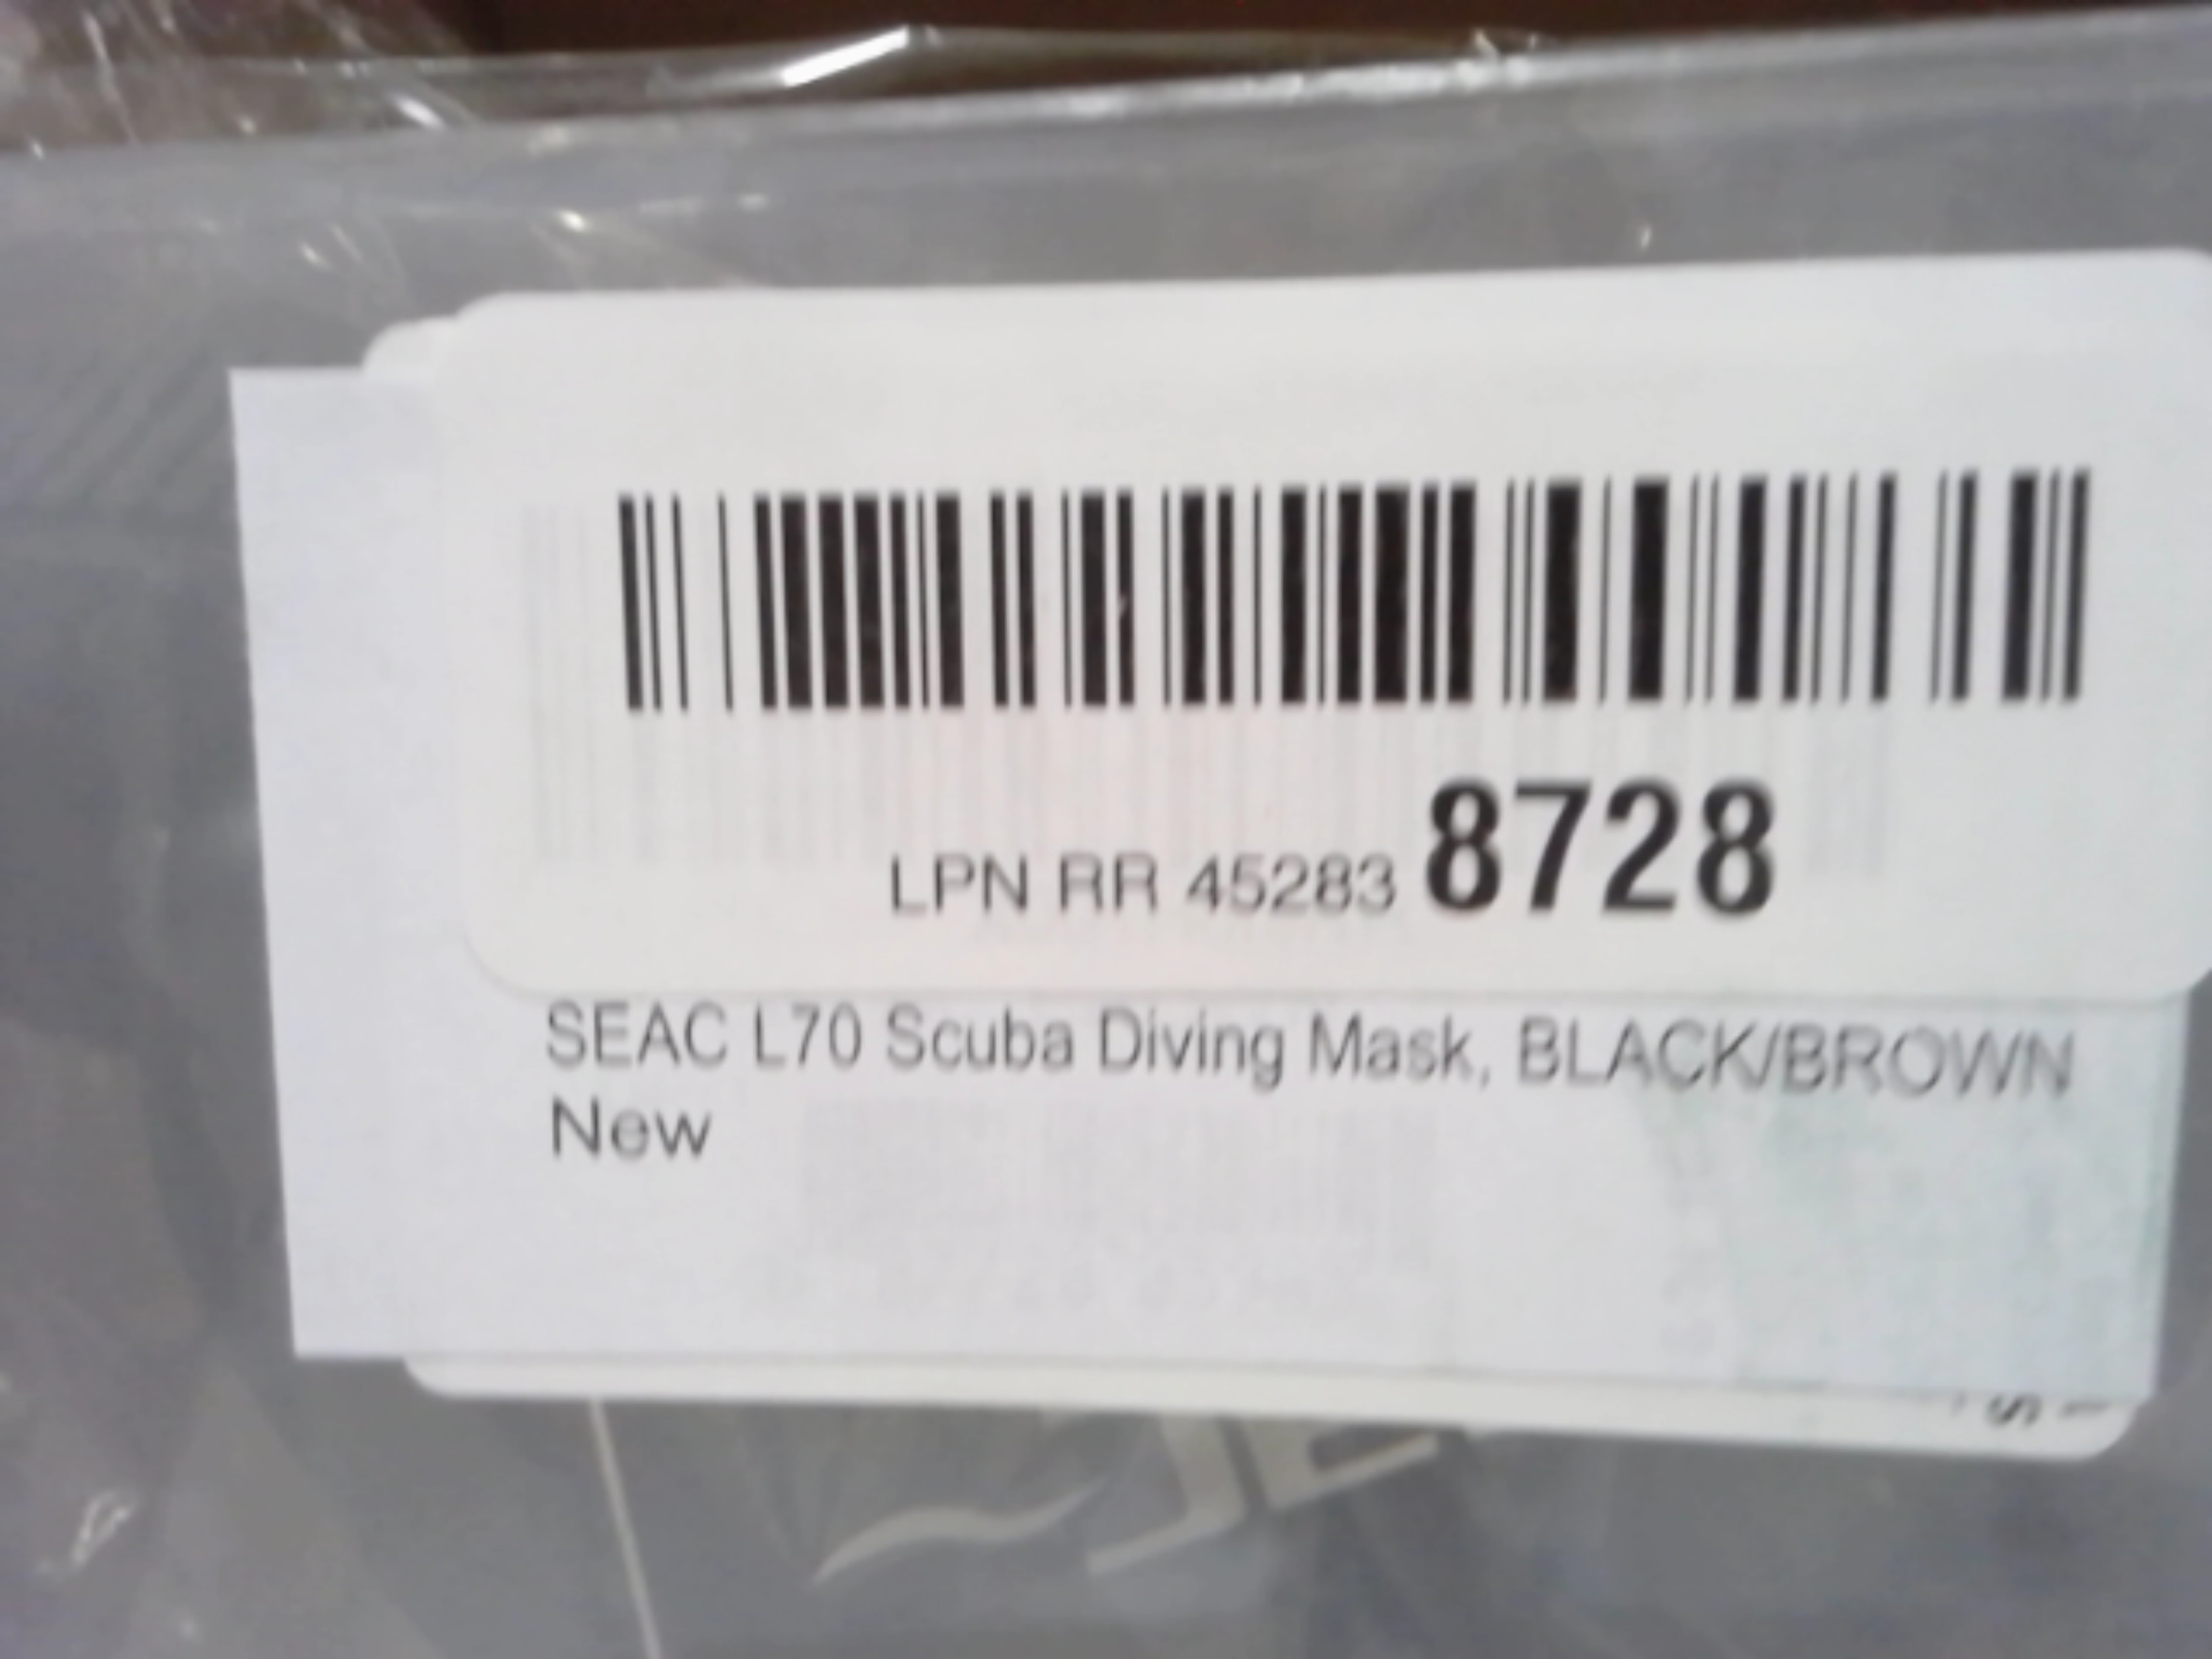 LPN RR 45283 8728
SEAC L70 Scuba Diving Mask, BLACK/BROWN
New